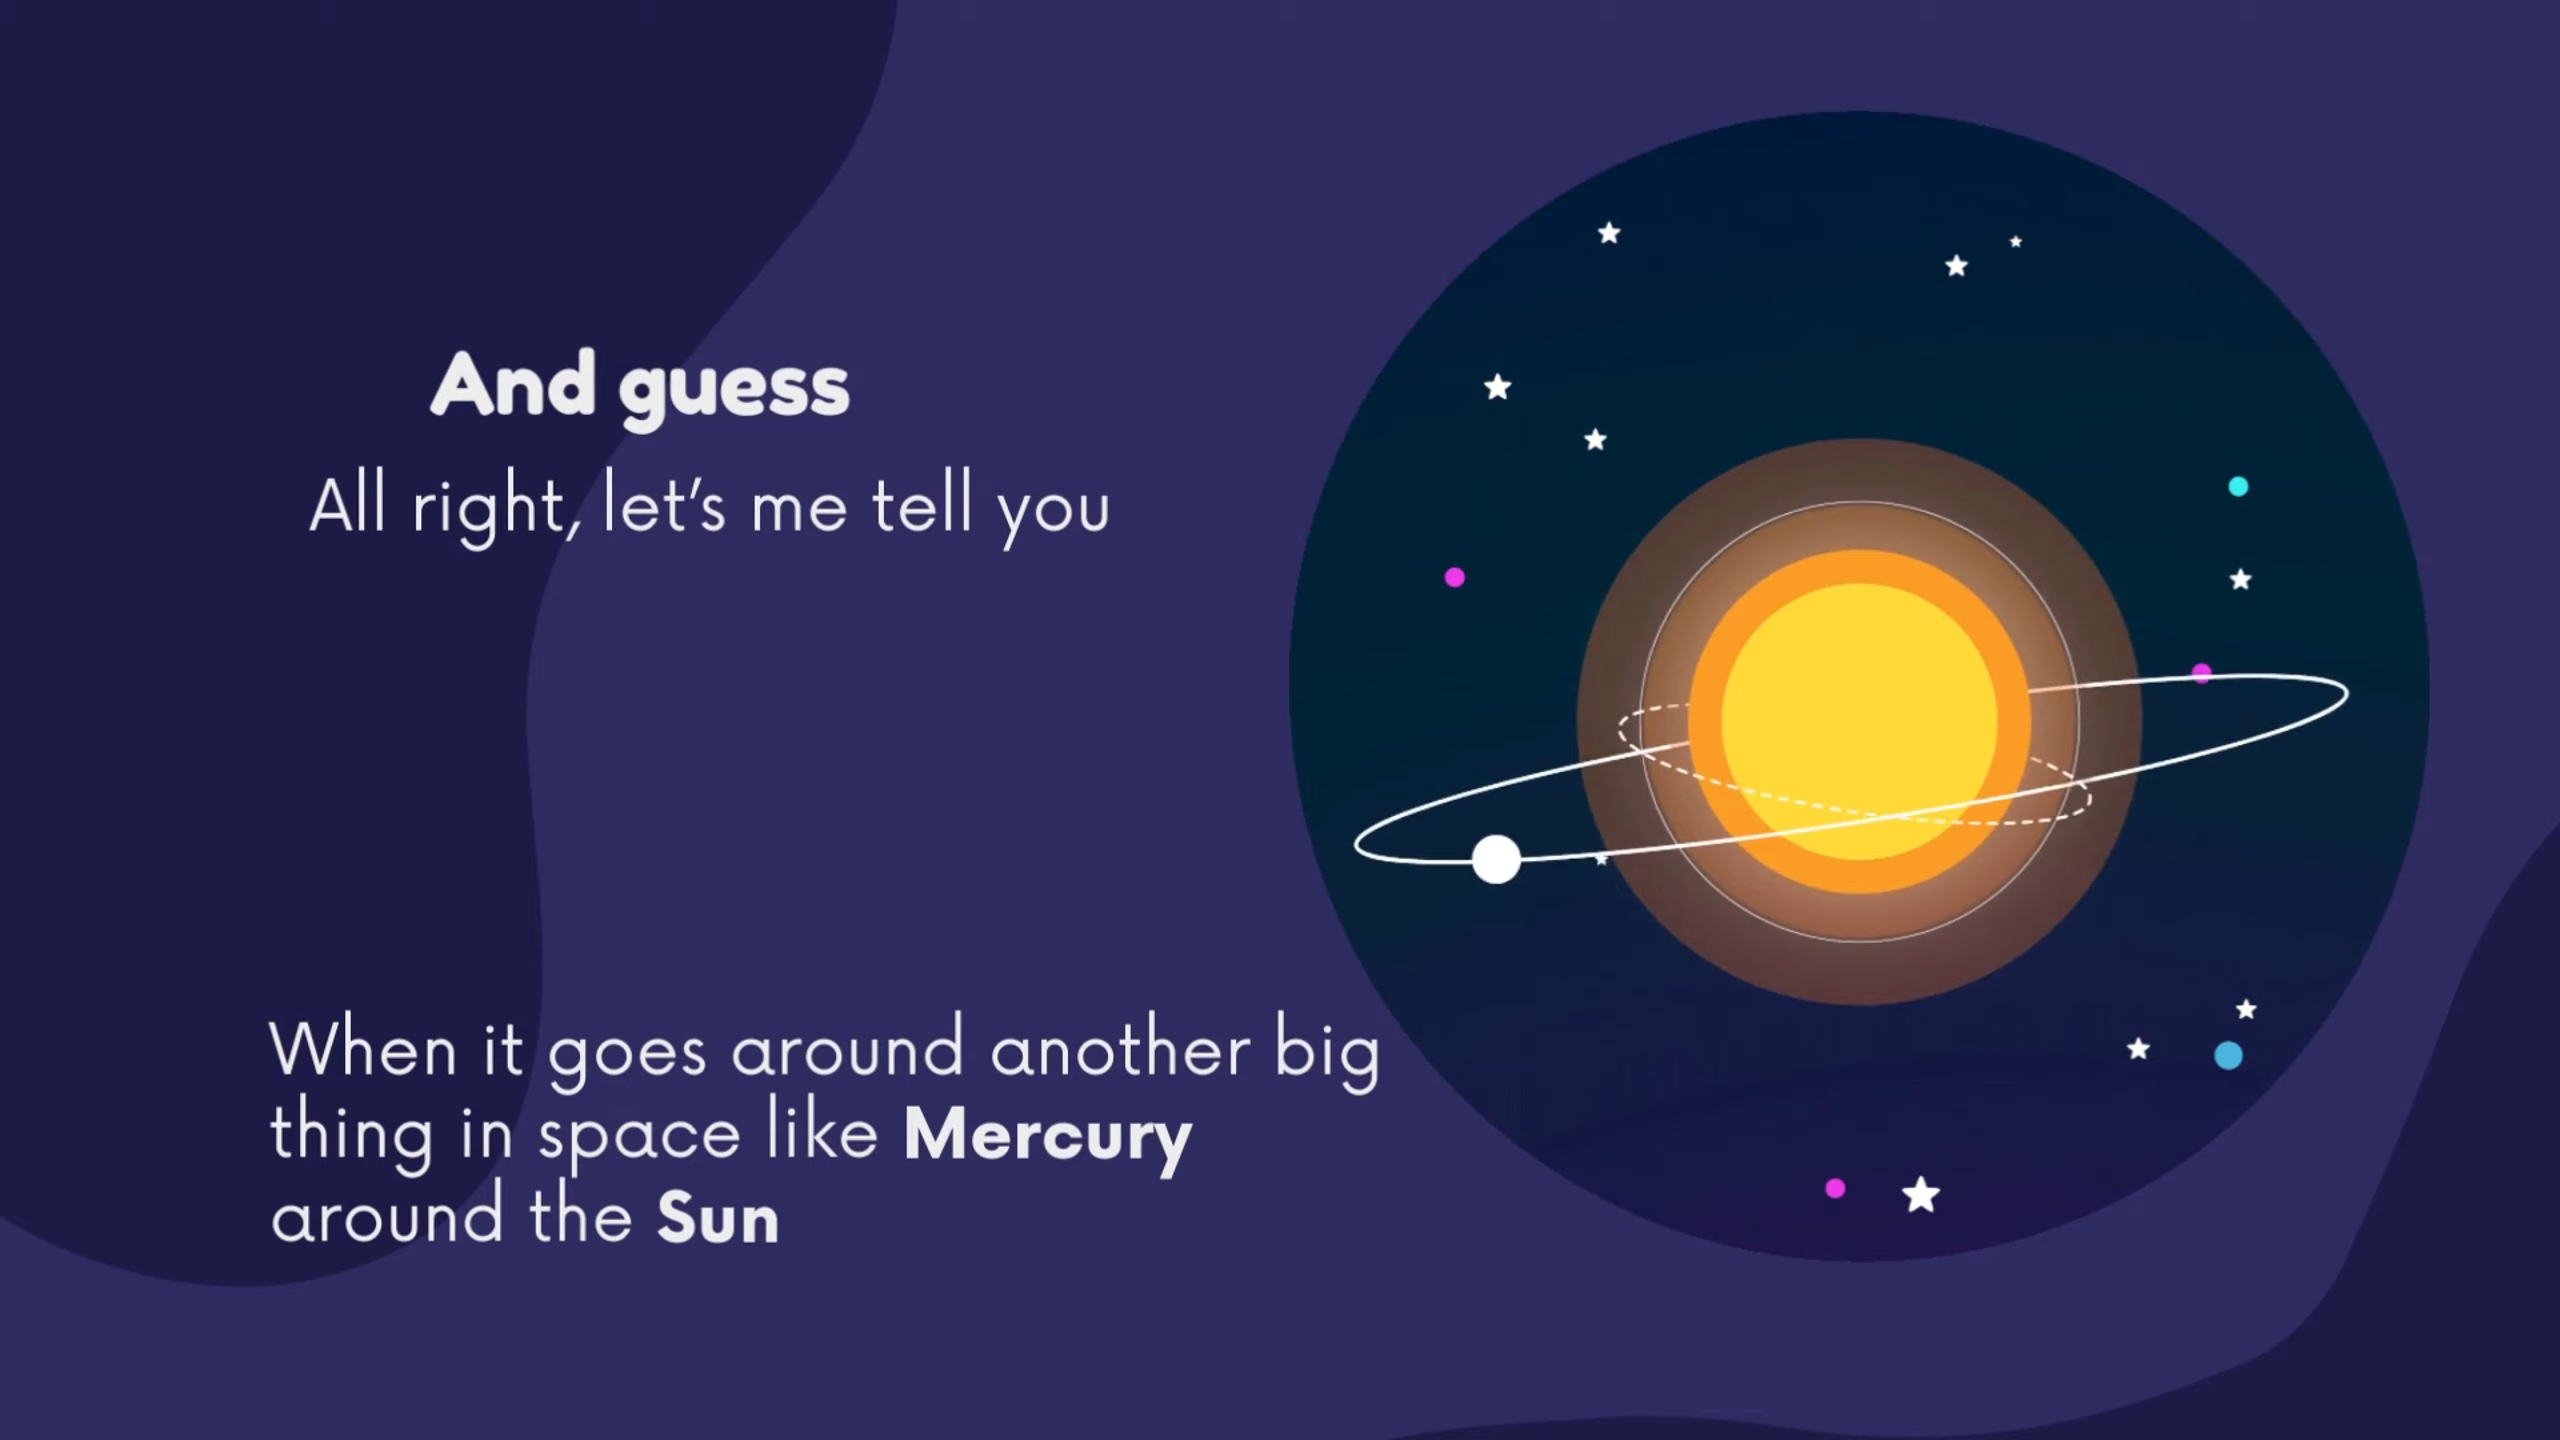 And guess
All right, let's me tell you
When it goes around another big
thing in space like Mercury
around the Sun